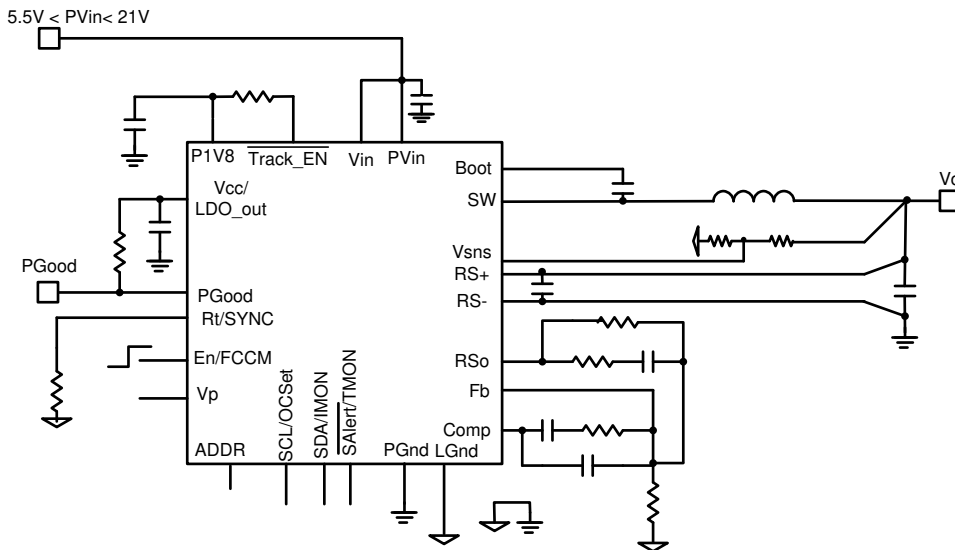 5.5V < PVin< 21V
P1V8
Track_EN
Vin
PVin
Vcc/
LDO_out
Boot
SW
Vsns
RS+
RS-
PGood
PGood
Rt/SYNC
En/FCCM
Vp
RSo
Fb
Comp
ADDR
SCL/OCSet
SDA/IMON
SAlert/TMON
PGnd
LGnd